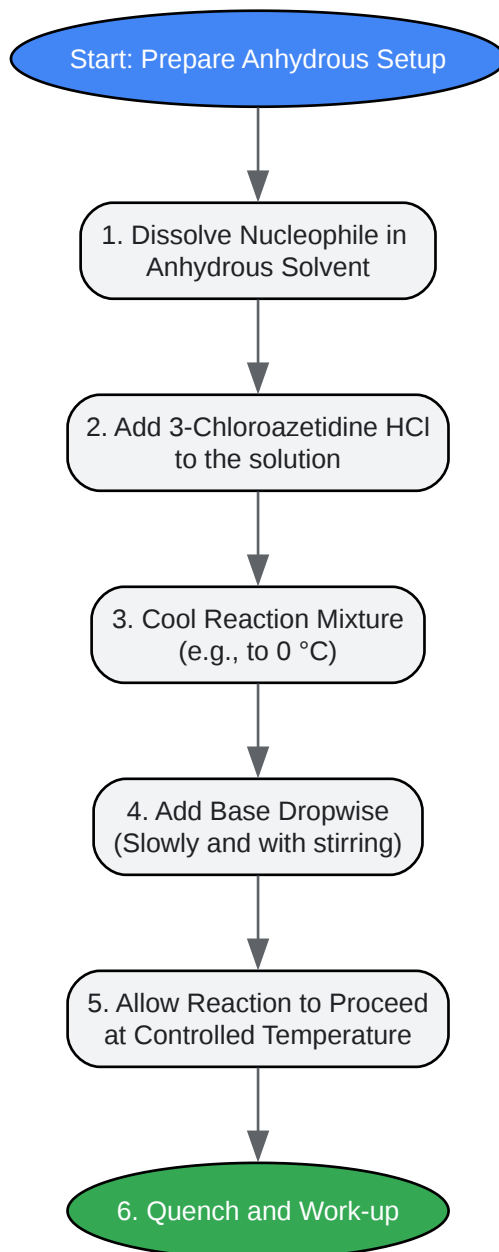 Start: Prepare Anhydrous Setup
1. Dissolve Nucleophile in
Anhydrous Solvent
2. Add 3-Chloroazetidine HCl
to the solution
3. Cool Reaction Mixture
(e.g., to 0 °C)
4. Add Base Dropwise
(Slowly and with stirring)
5. Allow Reaction to Proceed
at Controlled Temperature
6. Quench and Work-up